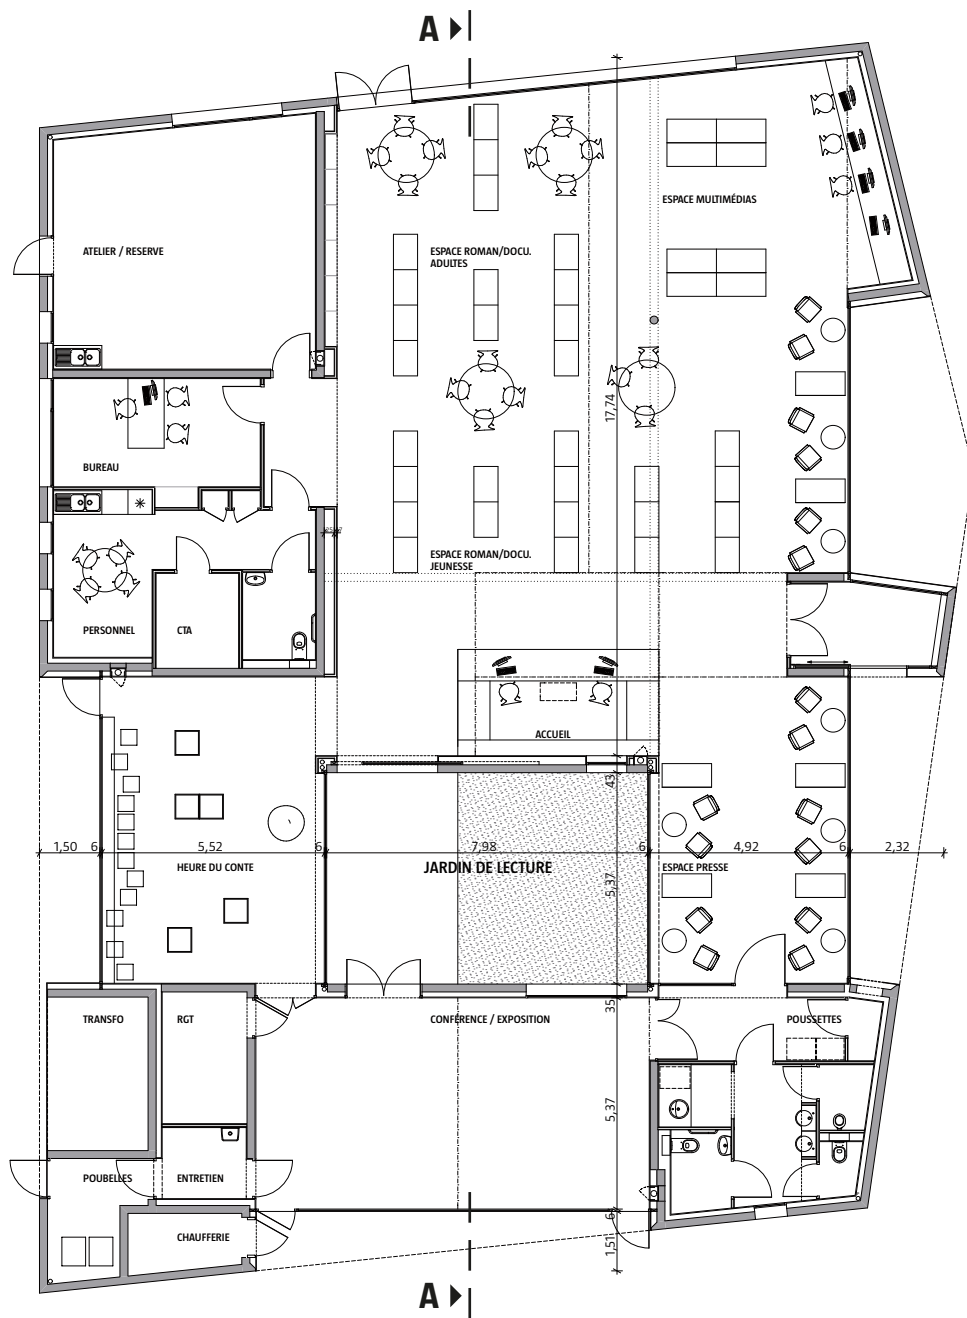 A
ESPACE MULTIMÉDIAS
ATELIER / RESERVE
ESPACE ROMAN/DOCU.
ADULTES
17,74
BUREAU
ESPACE ROMAN/DOCU.
JEUNESSE
PERSONNEL
CTA
ACCUEIL
43
1,50
6
5,52
6
7,98
6
4,92
6
2,32
HEURE DU CONTE
JARDIN DE LECTURE
ESPACE PRESSE
5,37
35
TRANSFO
RGT
CONFÉRENCE / EXPOSITION
POUSSETTES
5,37
POUBELLES
ENTRETIEN
6
CHAUFFERIE
1,51
A